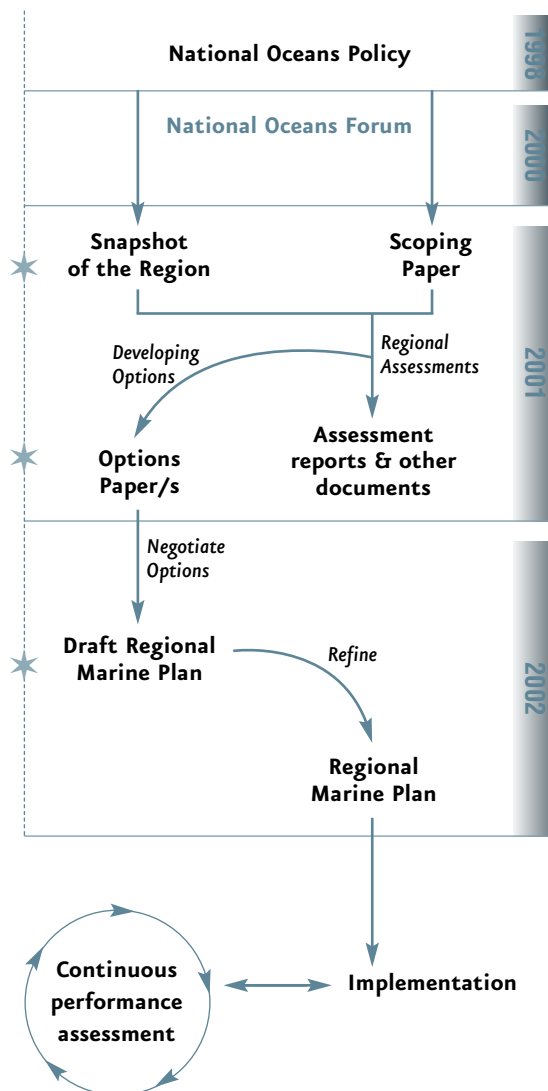 National Oceans Policy
1998
National Oceans Forum
2000
Snapshot
of the Region
Scoping
Paper
Developing
Options
Regional
Assessments
2001
Options
Paper/s
Assessment
reports & other
documents
Negotiate
Options
Draft Regional
Marine Plan
Refine
2002
Regional
Marine Plan
Continuous
performance
assessment
Implementation